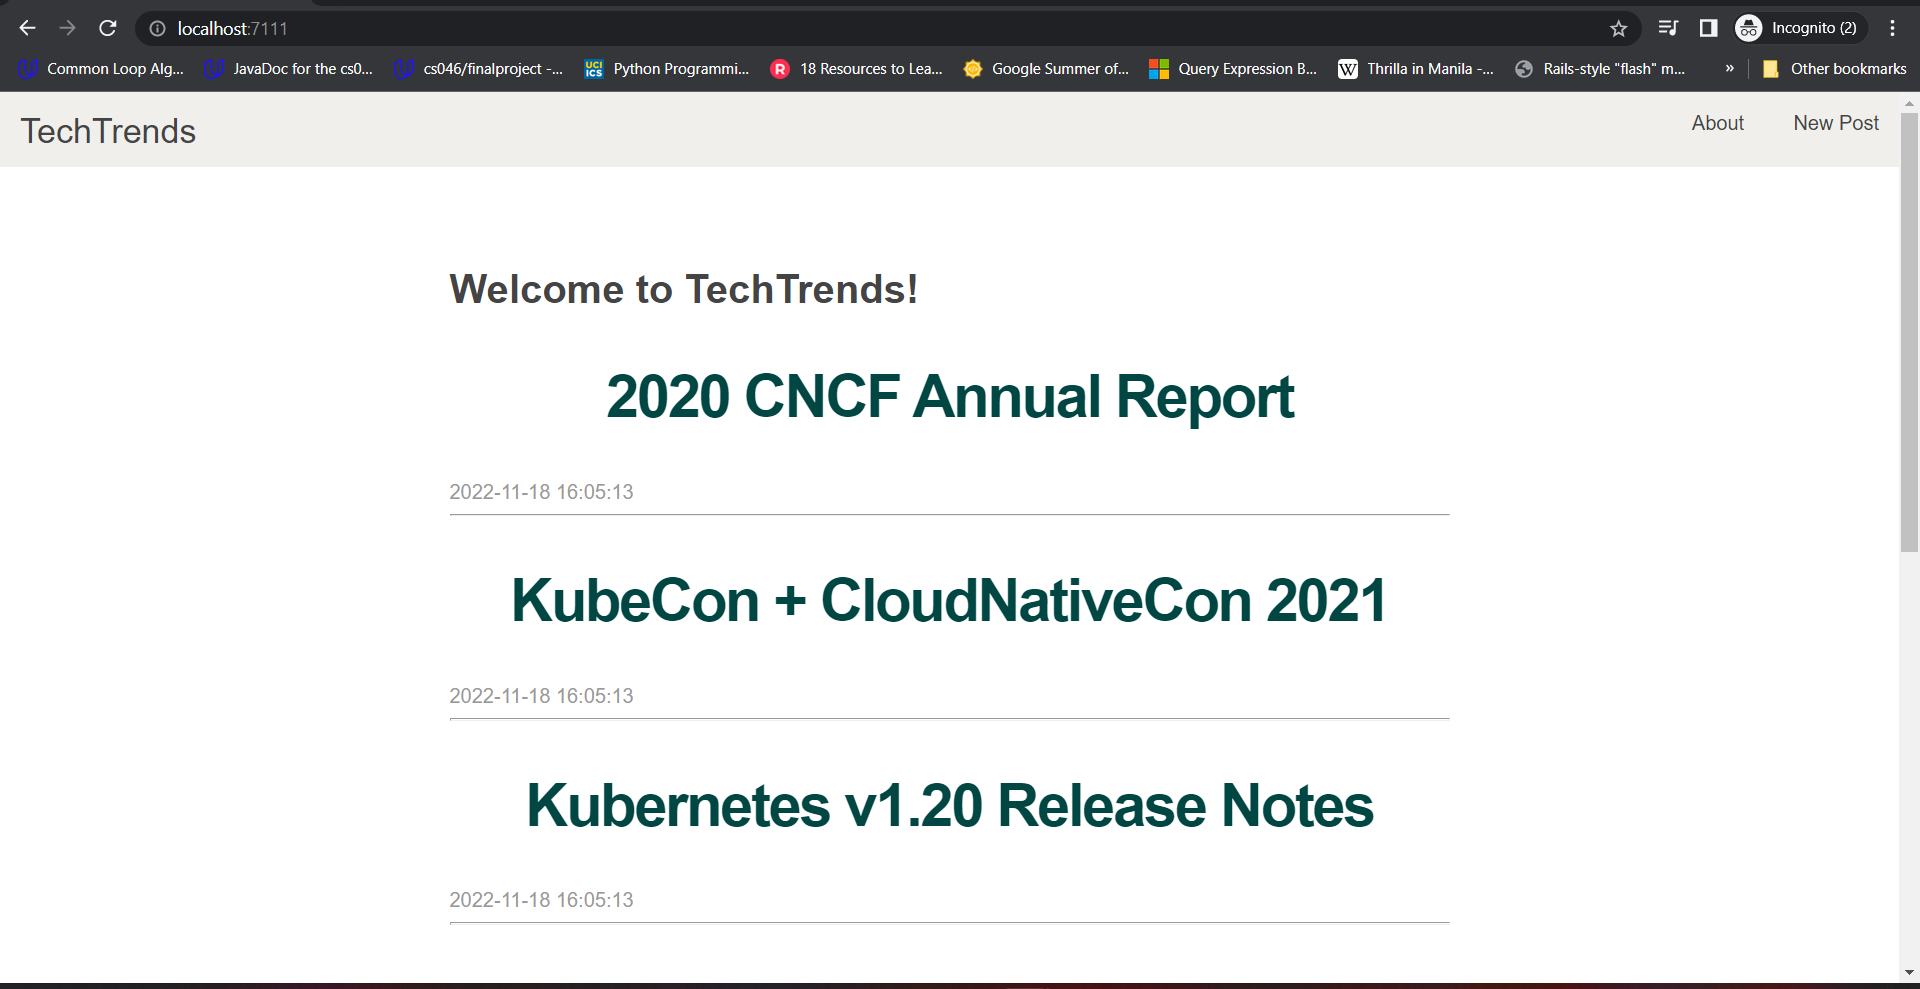 localhost:7111
Incognito (2)
Common Loop Alg... JavaDoc for the cs0... cs046/finalproject -... UCI ICS Python Programmi... R 18 Resources to Lea... Google Summer of... Query Expression B... W Thrilla in Manila -... Rails-style "flash" m... » Other bookmarks
TechTrends About New Post
Welcome to TechTrends!
2020 CNCF Annual Report
2022-11-18 16:05:13
KubeCon + CloudNativeCon 2021
2022-11-18 16:05:13
Kubernetes v1.20 Release Notes
2022-11-18 16:05:13